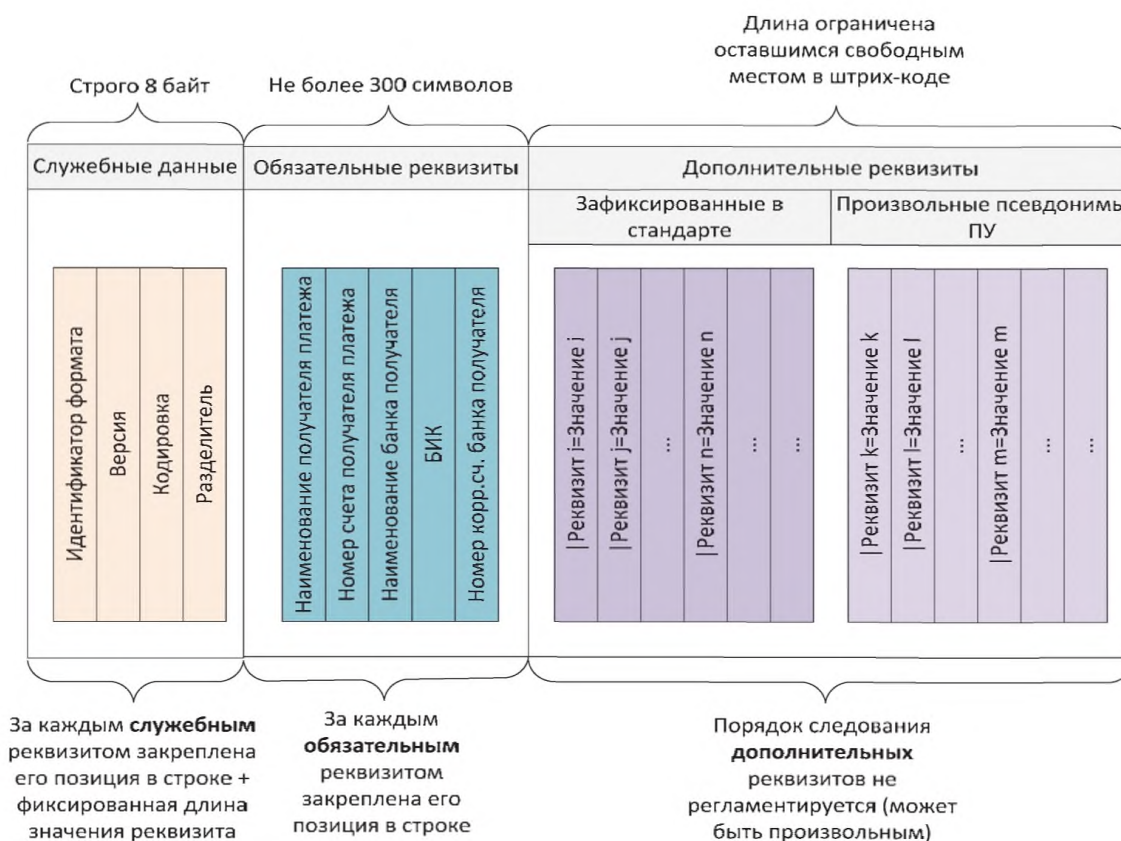 Длина ограничена
оставшимся свободным
местом в штрих-коде
Строго 8 байт
Не более 300 символов
Служебные данные
Обязательные реквизиты
Дополнительные реквизиты
Зафиксированные в
стандарте
Произвольные псевдонимы
ПУ
Идентификатор формата
Версия
Кодировка
Разделитель
Наименование получателя платежа
Номер счета получателя платежа
Наименование банка получателя
БИК
Номер корр.сч. банка получателя
|Реквизит i=Значение i
|Реквизит j=Значение j
...
|Реквизит n=Значение n
...
...
|Реквизит k=Значение k
|Реквизит l=Значение l
...
|Реквизит m=Значение m
...
...
За каждым служебным
реквизитом закреплена
его позиция в строке +
фиксированная длина
значения реквизита
За каждым
обязательным
реквизитом
закреплена его
позиция в строке
Порядок следования
дополнительных
реквизитов не
регламентируется (может
быть произвольным)